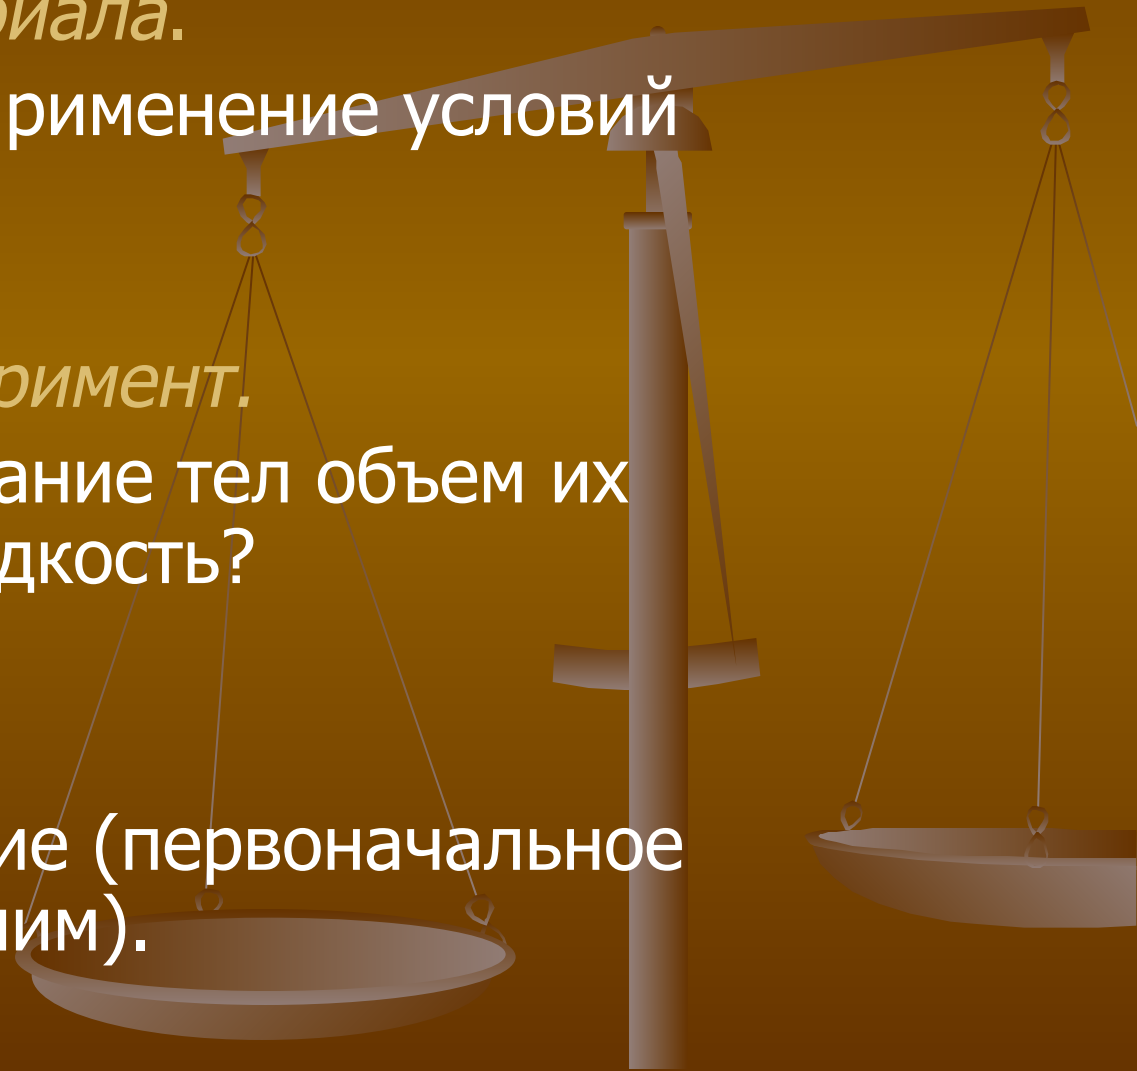 риала.
рименение условий
римент.
ание тел объем их
дкость?
ие (первоначальное
ним).